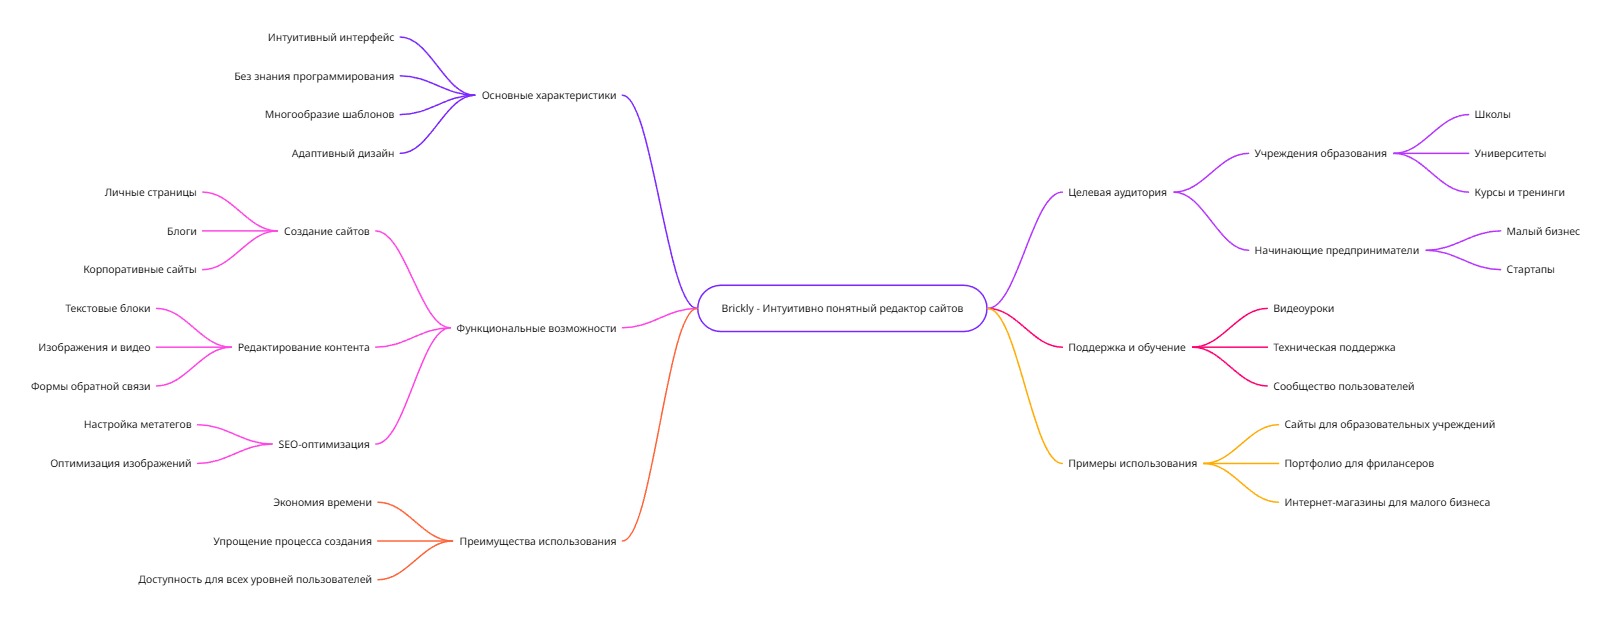 Brickly - Интуитивно понятный редактор сайтов
Основные характеристики
Интуитивный интерфейс
Без знания программирования
Многообразие шаблонов
Адаптивный дизайн
Функциональные возможности
Создание сайтов
Личные страницы
Блоги
Корпоративные сайты
Редактирование контента
Текстовые блоки
Изображения и видео
Формы обратной связи
SEO-оптимизация
Настройка метатегов
Оптимизация изображений
Преимущества использования
Экономия времени
Упрощение процесса создания
Доступность для всех уровней пользователей
Целевая аудитория
Учреждения образования
Школы
Университеты
Курсы и тренинги
Начинающие предприниматели
Малый бизнес
Стартапы
Поддержка и обучение
Видеоуроки
Техническая поддержка
Сообщество пользователей
Примеры использования
Сайты для образовательных учреждений
Портфолио для фрилансеров
Интернет-магазины для малого бизнеса